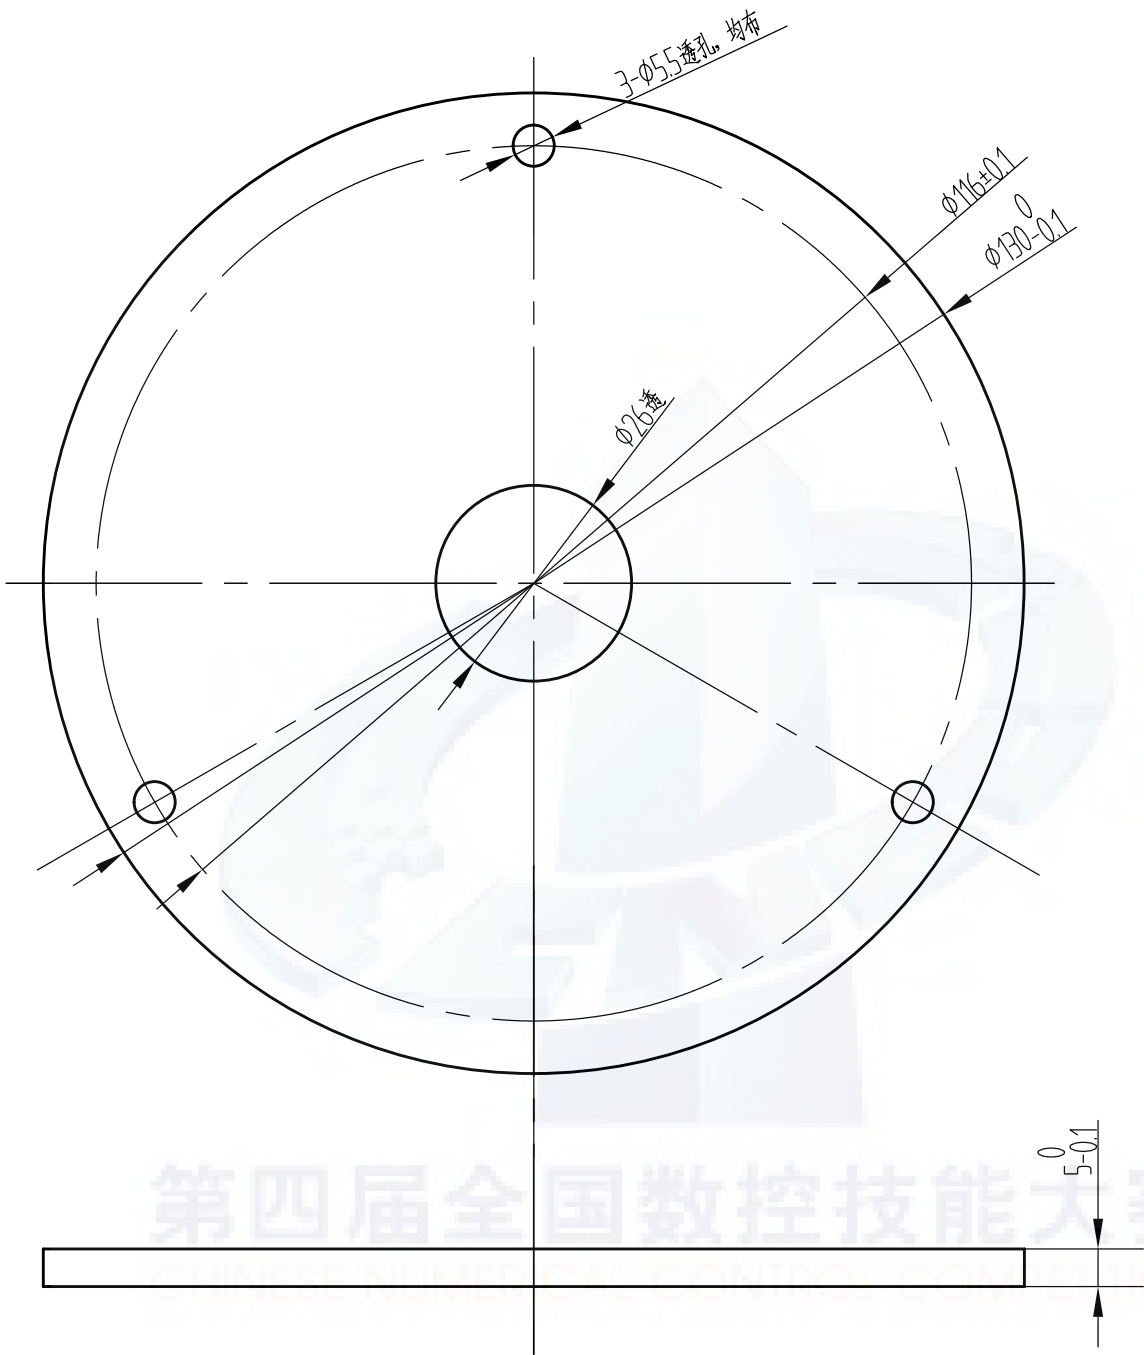 3-Φ5.5透孔，均布
Φ116±0.1
0
Φ130-0.1
Φ26透
0
5-0.1
第四届全国数控技能大赛
CHINESE NUMERICAL CONTROL COMPETITI